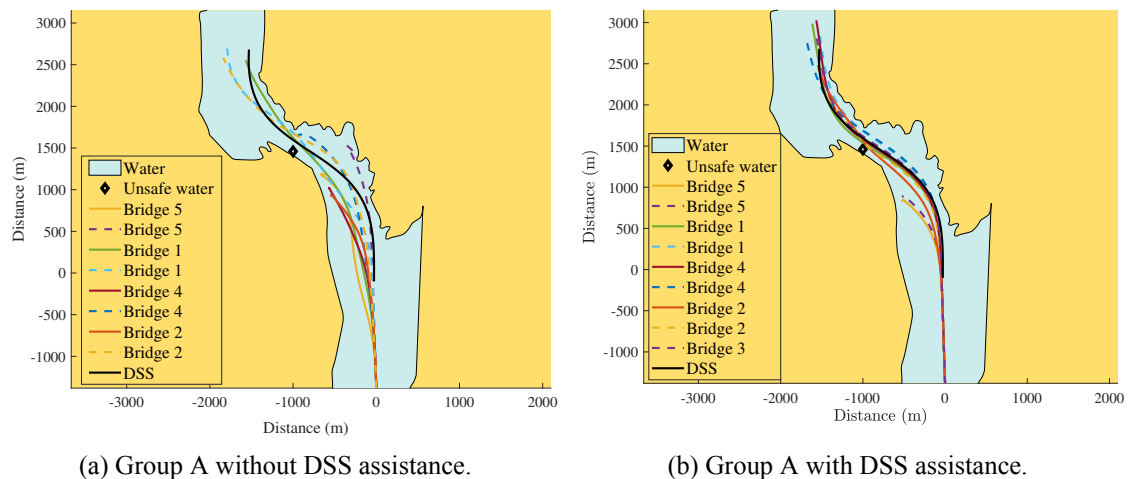 3000
2500
2000
1500
1000
500
0
-500
-1000
Distance (m)
Water
Unsafe water
Bridge 5
Bridge 5
Bridge 1
Bridge 1
Bridge 4
Bridge 4
Bridge 2
Bridge 2
DSS
-3000 -2000 -1000 0 1000 2000
Distance (m)
(a) Group A without DSS assistance.
3000
2500
2000
1500
1000
500
0
-500
-1000
Distance (m)
Water
Unsafe water
Bridge 5
Bridge 5
Bridge 1
Bridge 1
Bridge 4
Bridge 4
Bridge 2
Bridge 2
Bridge 3
DSS
-3000 -2000 -1000 0 1000 2000
Distance (m)
(b) Group A with DSS assistance.